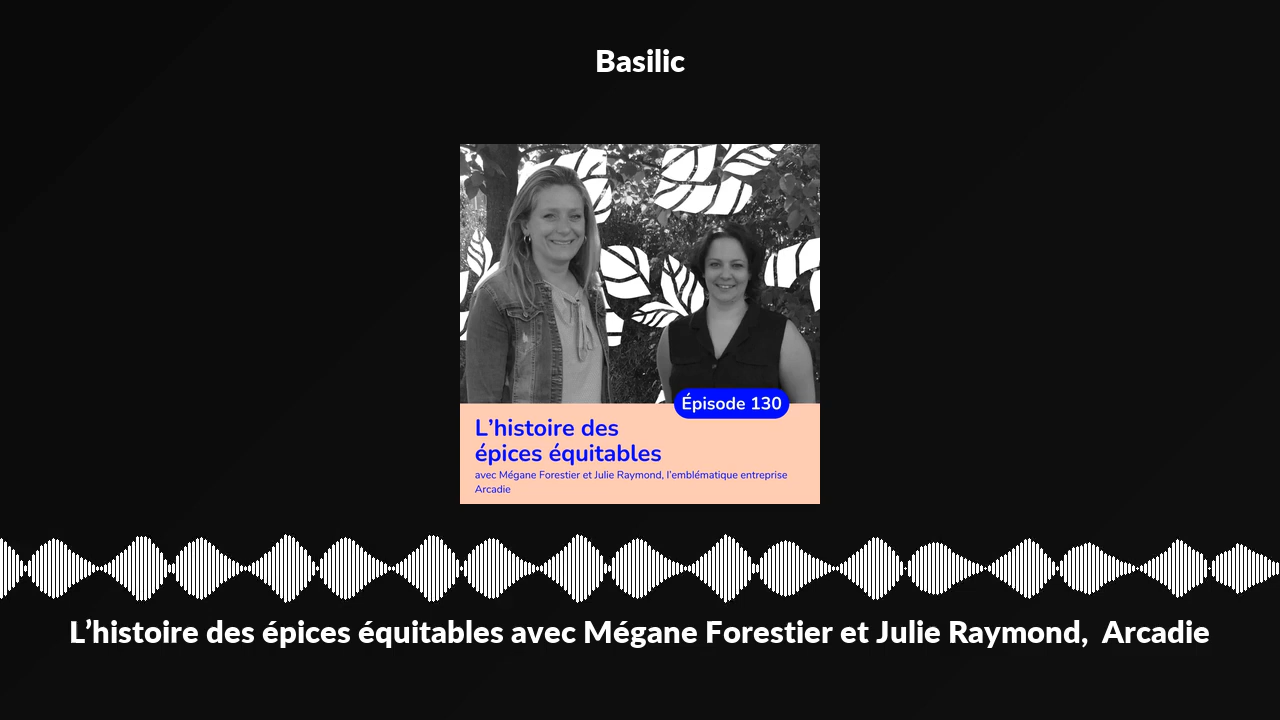 Basilic
Épisode 130
L’histoire des
épices équitables
avec Mégane Forestier et Julie Raymond, l’emblématique entreprise
Arcadie
L’histoire des épices équitables avec Mégane Forestier et Julie Raymond,  Arcadie